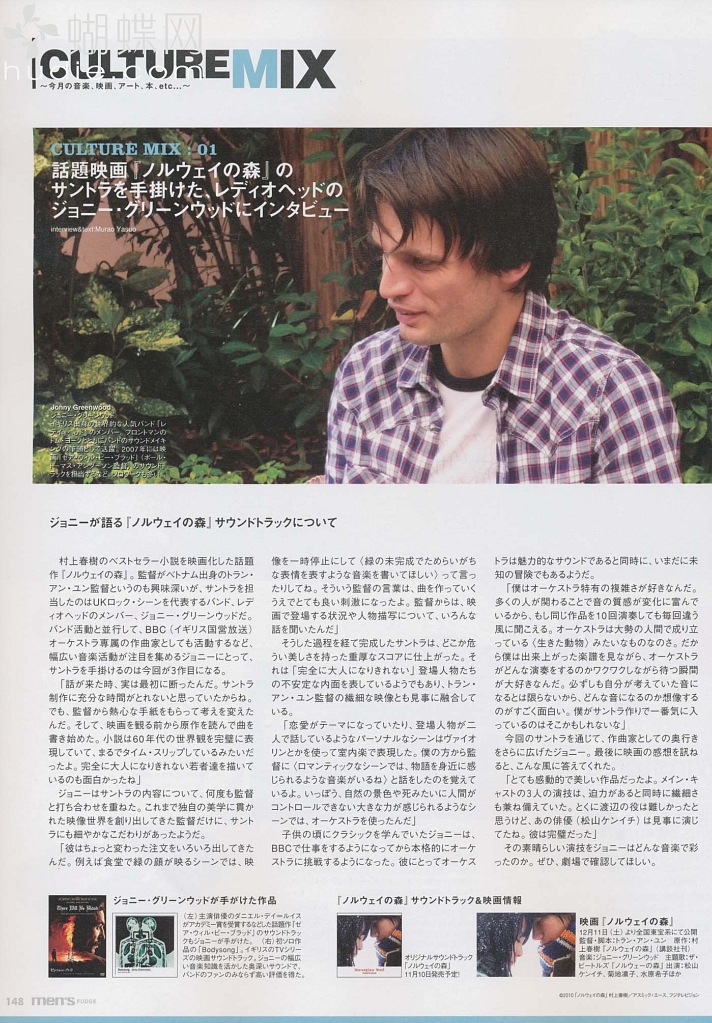 蝴蝶网
hudie.com
CULTURE MIX
〜今月の音楽、映画、アート、本、etc...〜
CULTURE MIX : 01
話題映画『ノルウェイの森』の
サントラを手掛けた、レディオヘッドの
ジョニー・グリーンウッドにインタビュー
interview&text:Murao Yasuo
Jonny Greenwood
ジョニーが語る『ノルウェイの森』サウンドトラックについて
村上春樹のベストセラー小説を映画化した話題
作『ノルウェイの森』。監督がベトナム出身のトラン・
アン・ユン監督というのも興味深いが、サントラを担
当したのはUKロック・シーンを代表するバンド、レデ
ィオヘッドのメンバー、ジョニー・グリーンウッドだ。
バンド活動と並行して、BBC（イギリス国営放送）
オーケストラ専属の作曲家としても活動するなど、
幅広い音楽活動が注目を集めるジョニーにとって、
サントラを手掛けるのは今回が3作目になる。
「話が来た時、実は最初に断ったんだ。サントラ
制作に充分な時間がとれないと思っていたからね。
でも、監督から熱心な手紙をもらって考えを変えた
んだ。そして、映画を観る前から原作を読んで曲を
書き始めた。小説は60年代の世界観を完璧に表
現していて、まるでタイム・スリップしているみたいだ
ったよ。完全に大人になりきれない若者達を描いて
いるのも面白かったね」
ジョニーはサントラの内容について、何度も監督
と打ち合わせを重ねた。これまで独自の美学に貫か
れた映像世界を創り出してきた監督だけに、サント
ラにも細やかなこだわりがあったようだ。
「彼はちょっと変わった注文をいろいろ出してきた
んだ。例えば食堂で緑の顔が映るシーンでは、映
像を一時停止にして〈緑の未完成でためらいがち
な表情を表すような音楽を書いてほしい〉って言っ
たりしてね。そういう監督の言葉は、曲を作っていく
うえでとても良い刺激になったよ。監督からは、映
画で登場する状況や人物描写について、いろんな
話を聞いたんだ」
そうした過程を経て完成したサントラは、どこか危
うい美しさを持った重厚なスコアに仕上がった。そ
れは「完全に大人になりきれない」登場人物たち
の不安定な内面を表しているようでもあり、トラン・
アン・ユン監督の繊細な映像とも見事に融合してい
る。
「恋愛がテーマになっていたり、登場人物が二
人で話しているようなパーソナルなシーンはヴァイオ
リンとかを使って室内楽で表現した。僕の方から監
督に〈ロマンティックなシーンでは、物語を身近に感
じられるような音楽がいるね〉と話をしたのを覚えて
いるよ。いっぽう、自然の景色や死みたいに人間が
コントロールできない大きな力が感じられるようなシ
ーンでは、オーケストラを使ったんだ」
子供の頃にクラシックを学んでいたジョニーは、
BBCで仕事をするようになってから本格的にオーケ
ストラに挑戦するようになった。彼にとってオーケス
トラは魅力的なサウンドであると同時に、いまだに未
知の冒険でもあるようだ。
「僕はオーケストラ特有の複雑さが好きなんだ。
多くの人が関わることで音の質感が変化に富んで
いるから、もし同じ作品を10回演奏しても毎回違う
風に聞こえる。オーケストラは大勢の人間で成り立
っている〈生きた動物〉みたいなものなのさ。だか
ら僕は出来上がった楽譜を見ながら、オーケストラ
がどんな演奏をするのかワクワクしながら待つ瞬間
が大好きなんだ。必ずしも自分が考えていた音に
なるとは限らないから、どんな音になるのか想像する
のがすごく面白い。僕がサントラ作りで一番気に入
っているのはそこかもしれないな」
今回のサントラを通じて、作曲家としての奥行き
をさらに広げたジョニー。最後に映画の感想を訊ね
ると、こんな風に答えてくれた。
「とても感動的で美しい作品だったよ。メイン・キ
ャストの3人の演技は、迫力があると同時に繊細さ
も兼ね備えていた。とくに渡辺の役は難しかったと
思うけど、あの俳優（松山ケンイチ）は見事に演じ
てたね。彼は完璧だった」
その素晴らしい演技をジョニーはどんな音楽で彩
ったのか。ぜひ、劇場で確認してほしい。
ジョニー・グリーンウッドが手がけた作品
There Will Be Blood
（左）主演俳優のダニエル・デイ=ルイス
がアカデミー賞を受賞するなどした話題作『ゼ
ア・ウィル・ビー・ブラッド』のサウンドトラック
もジョニーが手がけた。（右）初ソロ作
品の『Bodysong』。イギリスのTVシリー
ズの映画サウンドトラック。ジョニーの幅広
い音楽知識を活かした奥深いサウンドで、
バンドのファンのみならず高い評価を得た。
『ノルウェイの森』サウンドトラック&映画情報
オリジナルサウンドトラック
『ノルウェイの森』
11月10日発売予定！
映画『ノルウェイの森』
12月11日（土）より全国東宝系にて公開
監督・脚本：トラン・アン・ユン 原作：村
上春樹『ノルウェイの森』（講談社刊）
音楽：ジョニー・グリーンウッド 主題歌：ザ・
ビートルズ『ノルウェーの森』 出演：松山
ケンイチ、菊地凛子、水原希子ほか
148 men's FUDGE
©2010「ノルウェイの森」村上春樹／アスミック・エース、フジテレビジョン